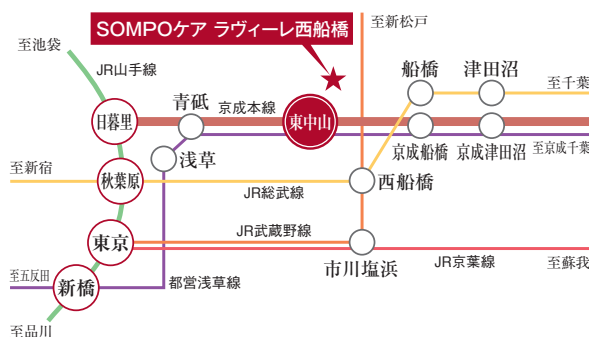 SOMPOケア ラヴィーレ西船橋
至新松戸
至池袋
JR山手線
船橋
津田沼
至千葉
青砥
京成本線
日暮里
東中山
京成船橋
京成津田沼
至京成千葉
浅草
至新宿
秋葉原
JR総武線
西船橋
JR武蔵野線
東京
市川塩浜
JR京葉線
至蘇我
至五反田
新橋
都営浅草線
至品川